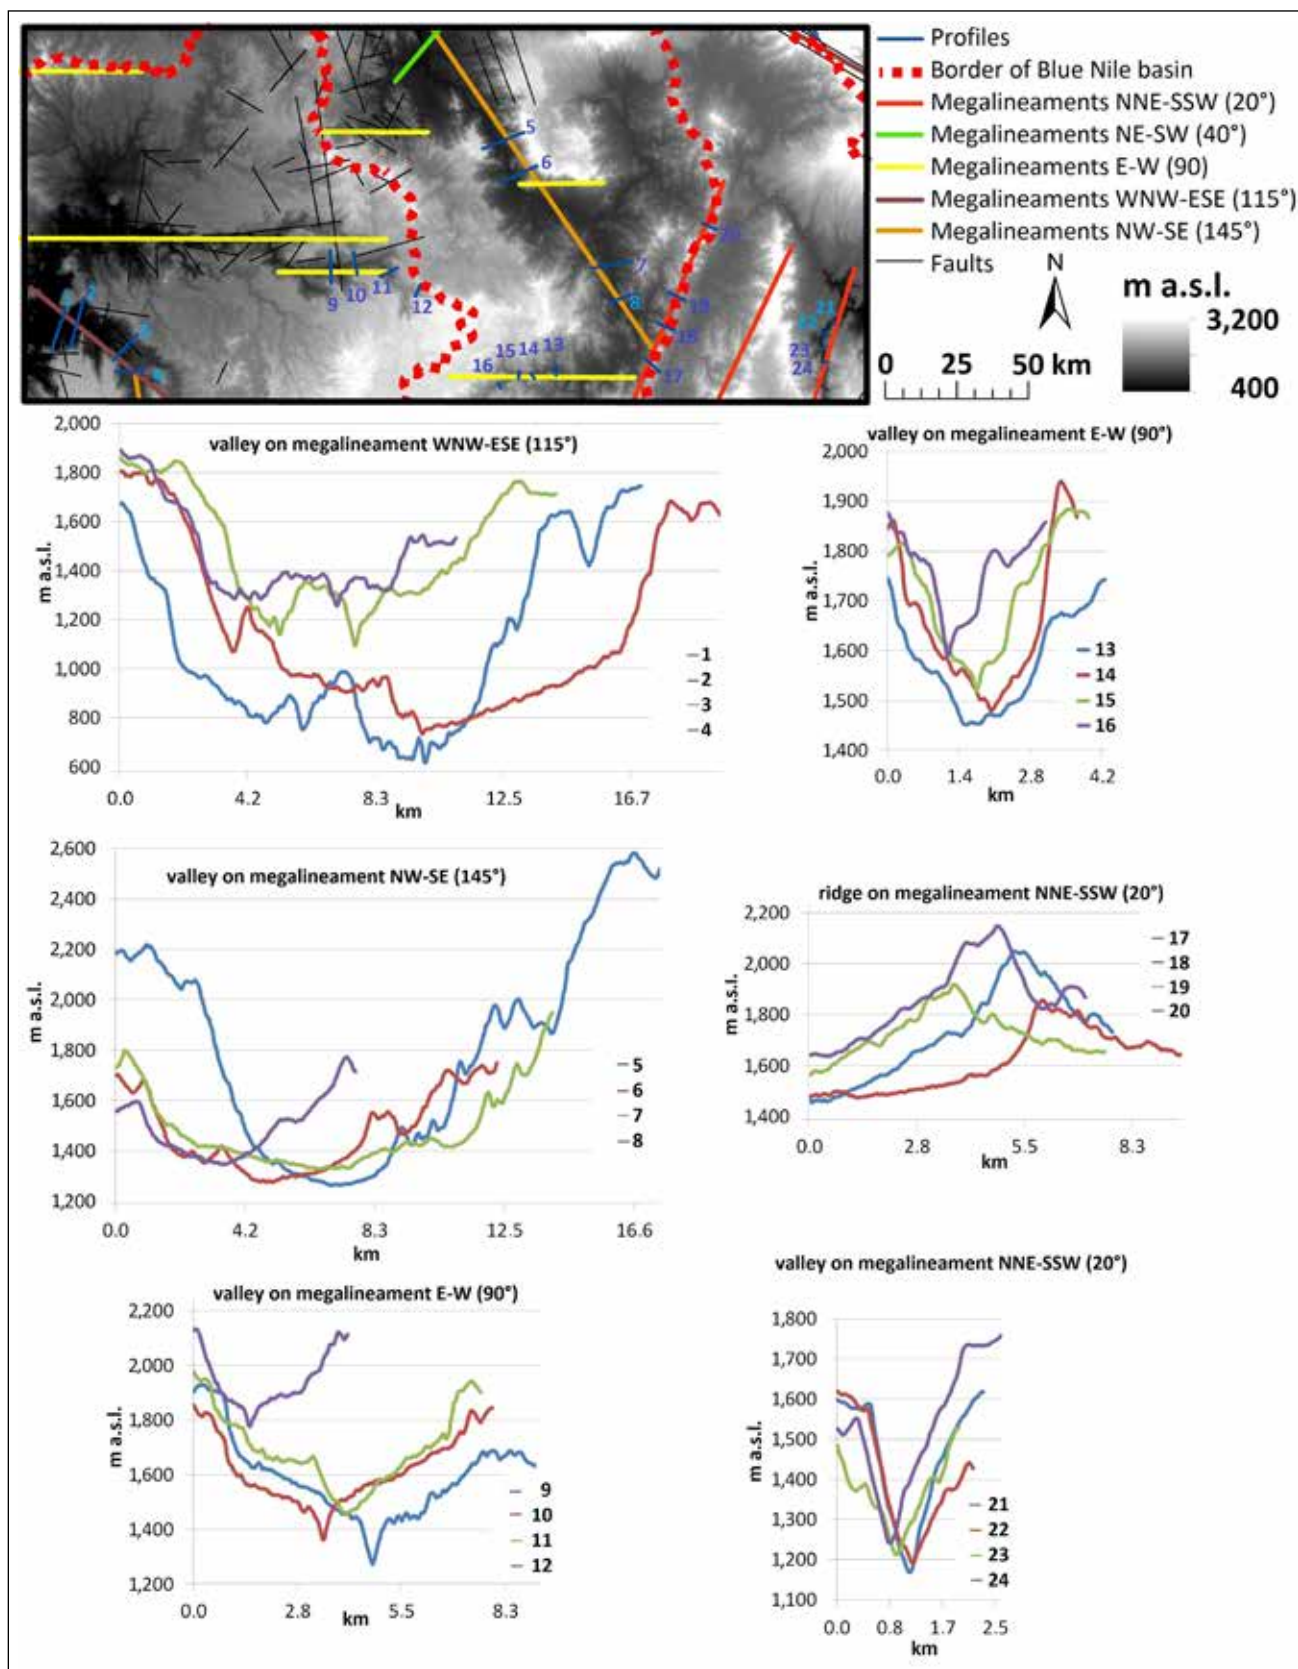 Profiles
Border of Blue Nile basin
Megalineaments NNE-SSW (20°)
Megalineaments NE-SW (40°)
Megalineaments E-W (90)
Megalineaments WNW-ESE (115°)
Megalineaments NW-SE (145°)
Faults
N
m a.s.l.
3,200
400
0 25 50 km
5
6
7
8
9
10
11
12
13
14
15
16
17
18
19
20
21
22
23
24
1
2
3
4
valley on megalineament WNW-ESE (115°)
m a.s.l.
2,000
1,800
1,600
1,400
1,200
1,000
800
600
0.0 4.2 8.3 12.5 16.7
km
1
2
3
4
valley on megalineament E-W (90°)
m a.s.l.
2,000
1,900
1,800
1,700
1,600
1,500
1,400
0.0 1.4 2.8 4.2
km
13
14
15
16
valley on megalineament NW-SE (145°)
m a.s.l.
2,600
2,400
2,200
2,000
1,800
1,600
1,400
1,200
0.0 4.2 8.3 12.5 16.6
km
5
6
7
8
ridge on megalineament NNE-SSW (20°)
m a.s.l.
2,200
2,000
1,800
1,600
1,400
0.0 2.8 5.5 8.3
km
17
18
19
20
valley on megalineament E-W (90°)
m a.s.l.
2,200
2,000
1,800
1,600
1,400
1,200
0.0 2.8 5.5 8.3
km
9
10
11
12
valley on megalineament NNE-SSW (20°)
m a.s.l.
1,800
1,700
1,600
1,500
1,400
1,300
1,200
1,100
0.0 0.8 1.7 2.5
km
21
22
23
24